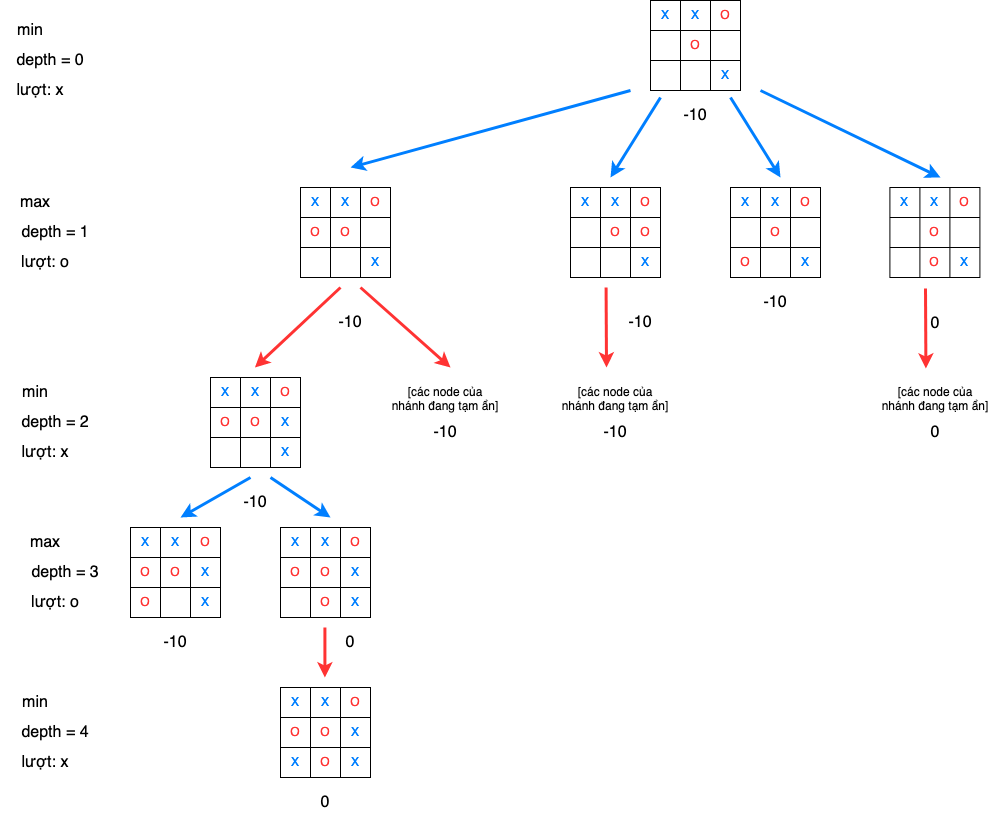 min
depth = 0
lượt: x
X X O
O
X
-10
max
depth = 1
lượt: o
X X O
O O
X
-10
X X O
O O
X
-10
X X O
O
O X
-10
X X O
O
O X
0
min
depth = 2
lượt: x
X X O
O O X
X
-10
[các node của
nhánh đang tạm ẩn]
-10
[các node của
nhánh đang tạm ẩn]
-10
[các node của
nhánh đang tạm ẩn]
0
max
depth = 3
lượt: o
X X O
O O X
O X
-10
X X O
O O X
O X
0
min
depth = 4
lượt: x
X X O
O O X
X O X
0